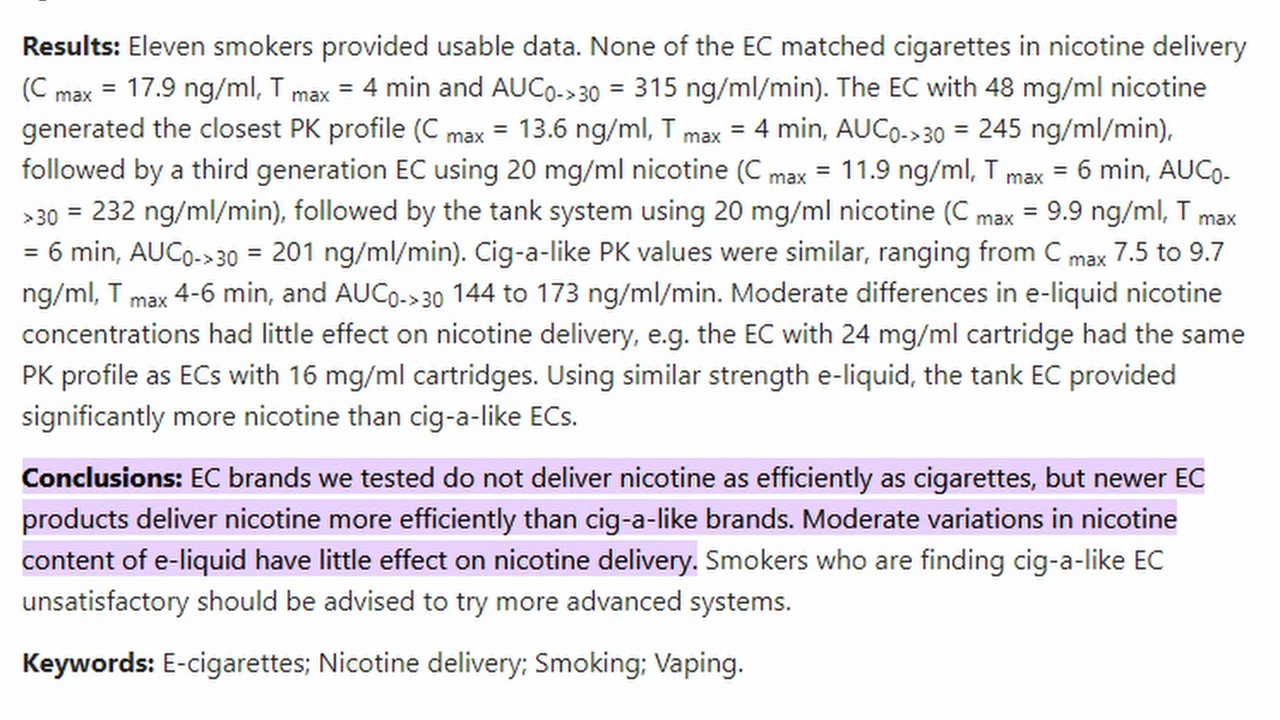 Results: Eleven smokers provided usable data. None of the EC matched cigarettes in nicotine delivery
(C max = 17.9 ng/ml, T max = 4 min and AUC0->30 = 315 ng/ml/min). The EC with 48 mg/ml nicotine
generated the closest PK profile (C max = 13.6 ng/ml, T max = 4 min, AUC0->30 = 245 ng/ml/min),
followed by a third generation EC using 20 mg/ml nicotine (C max = 11.9 ng/ml, T max = 6 min, AUC0-
>30 = 232 ng/ml/min), followed by the tank system using 20 mg/ml nicotine (C max = 9.9 ng/ml, T max
= 6 min, AUC0->30 = 201 ng/ml/min). Cig-a-like PK values were similar, ranging from C max 7.5 to 9.7
ng/ml, T max 4-6 min, and AUC0->30 144 to 173 ng/ml/min. Moderate differences in e-liquid nicotine
concentrations had little effect on nicotine delivery, e.g. the EC with 24 mg/ml cartridge had the same
PK profile as ECs with 16 mg/ml cartridges. Using similar strength e-liquid, the tank EC provided
significantly more nicotine than cig-a-like ECs.
Conclusions: EC brands we tested do not deliver nicotine as efficiently as cigarettes, but newer EC
products deliver nicotine more efficiently than cig-a-like brands. Moderate variations in nicotine
content of e-liquid have little effect on nicotine delivery. Smokers who are finding cig-a-like EC
unsatisfactory should be advised to try more advanced systems.
Keywords: E-cigarettes; Nicotine delivery; Smoking; Vaping.